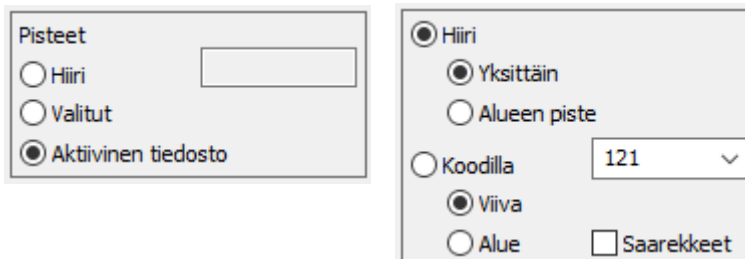 Pisteet
Hiiri
Valitut
Aktiivinen tiedosto
Hiiri
Yksittäin
Alueen piste
Koodilla 121
Viiva
Alue Saarekkeet